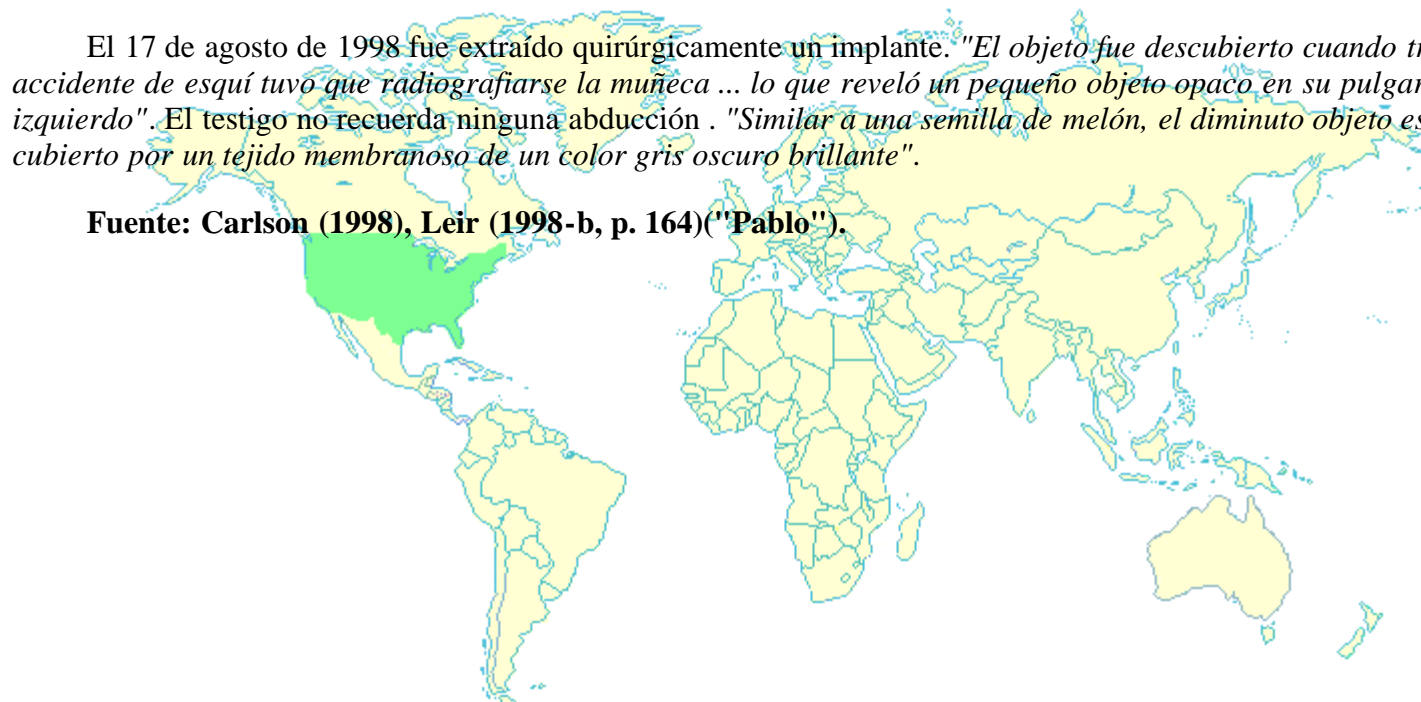 El 17 de agosto de 1998 fue extraído quirúrgicamente un implante. "El objeto fue descubierto cuando
accidente de esquí tuvo que radiografiarse la muñeca ... lo que reveló un pequeño objeto opaco en su pulgar
izquierdo". El testigo no recuerda ninguna abducción . "Similar a una semilla de melón, el diminuto objeto
cubierto por un tejido membranoso de un color gris oscuro brillante".
Fuente: Carlson (1998), Leir (1998-b, p. 164)("Pablo").